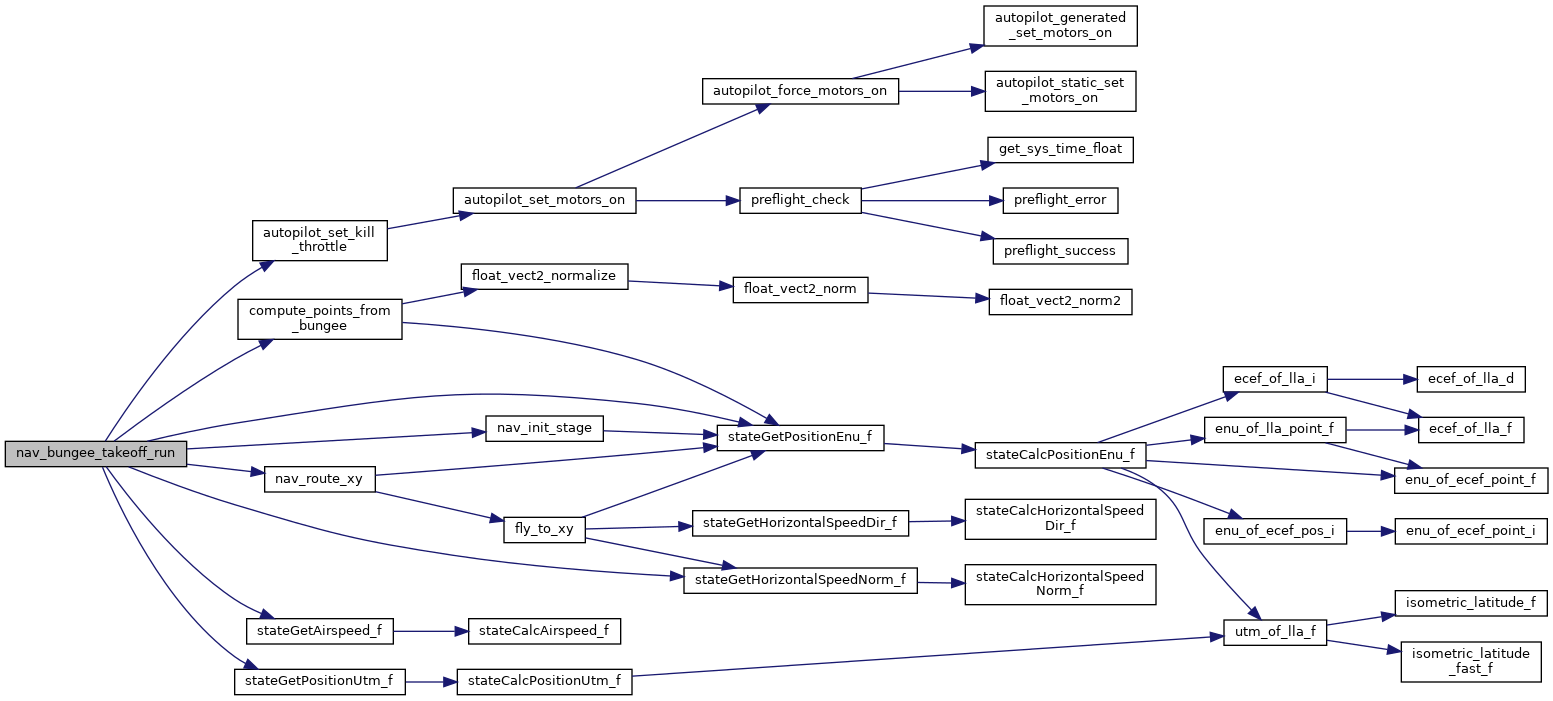 autopilot_generated
_set_motors_on
autopilot_force_motors_on
autopilot_static_set
_motors_on
get_sys_time_float
autopilot_set_motors_on
preflight_check
preflight_error
autopilot_set_kill
_throttle
preflight_success
float_vect2_normalize
float_vect2_norm
float_vect2_norm2
compute_points_from
_bungee
ecef_of_lla_i
ecef_of_lla_d
nav_init_stage
stateGetPositionEnu_f
enu_of_lla_point_f
ecef_of_lla_f
nav_bungee_takeoff_run
stateCalcPositionEnu_f
nav_route_xy
enu_of_ecef_point_f
fly_to_xy
stateGetHorizontalSpeedDir_f
stateCalcHorizontalSpeed
Dir_f
enu_of_ecef_pos_i
enu_of_ecef_point_i
stateGetHorizontalSpeedNorm_f
stateCalcHorizontalSpeed
Norm_f
isometric_latitude_f
stateGetAirspeed_f
stateCalcAirspeed_f
utm_of_lla_f
isometric_latitude
_fast_f
stateGetPositionUtm_f
stateCalcPositionUtm_f